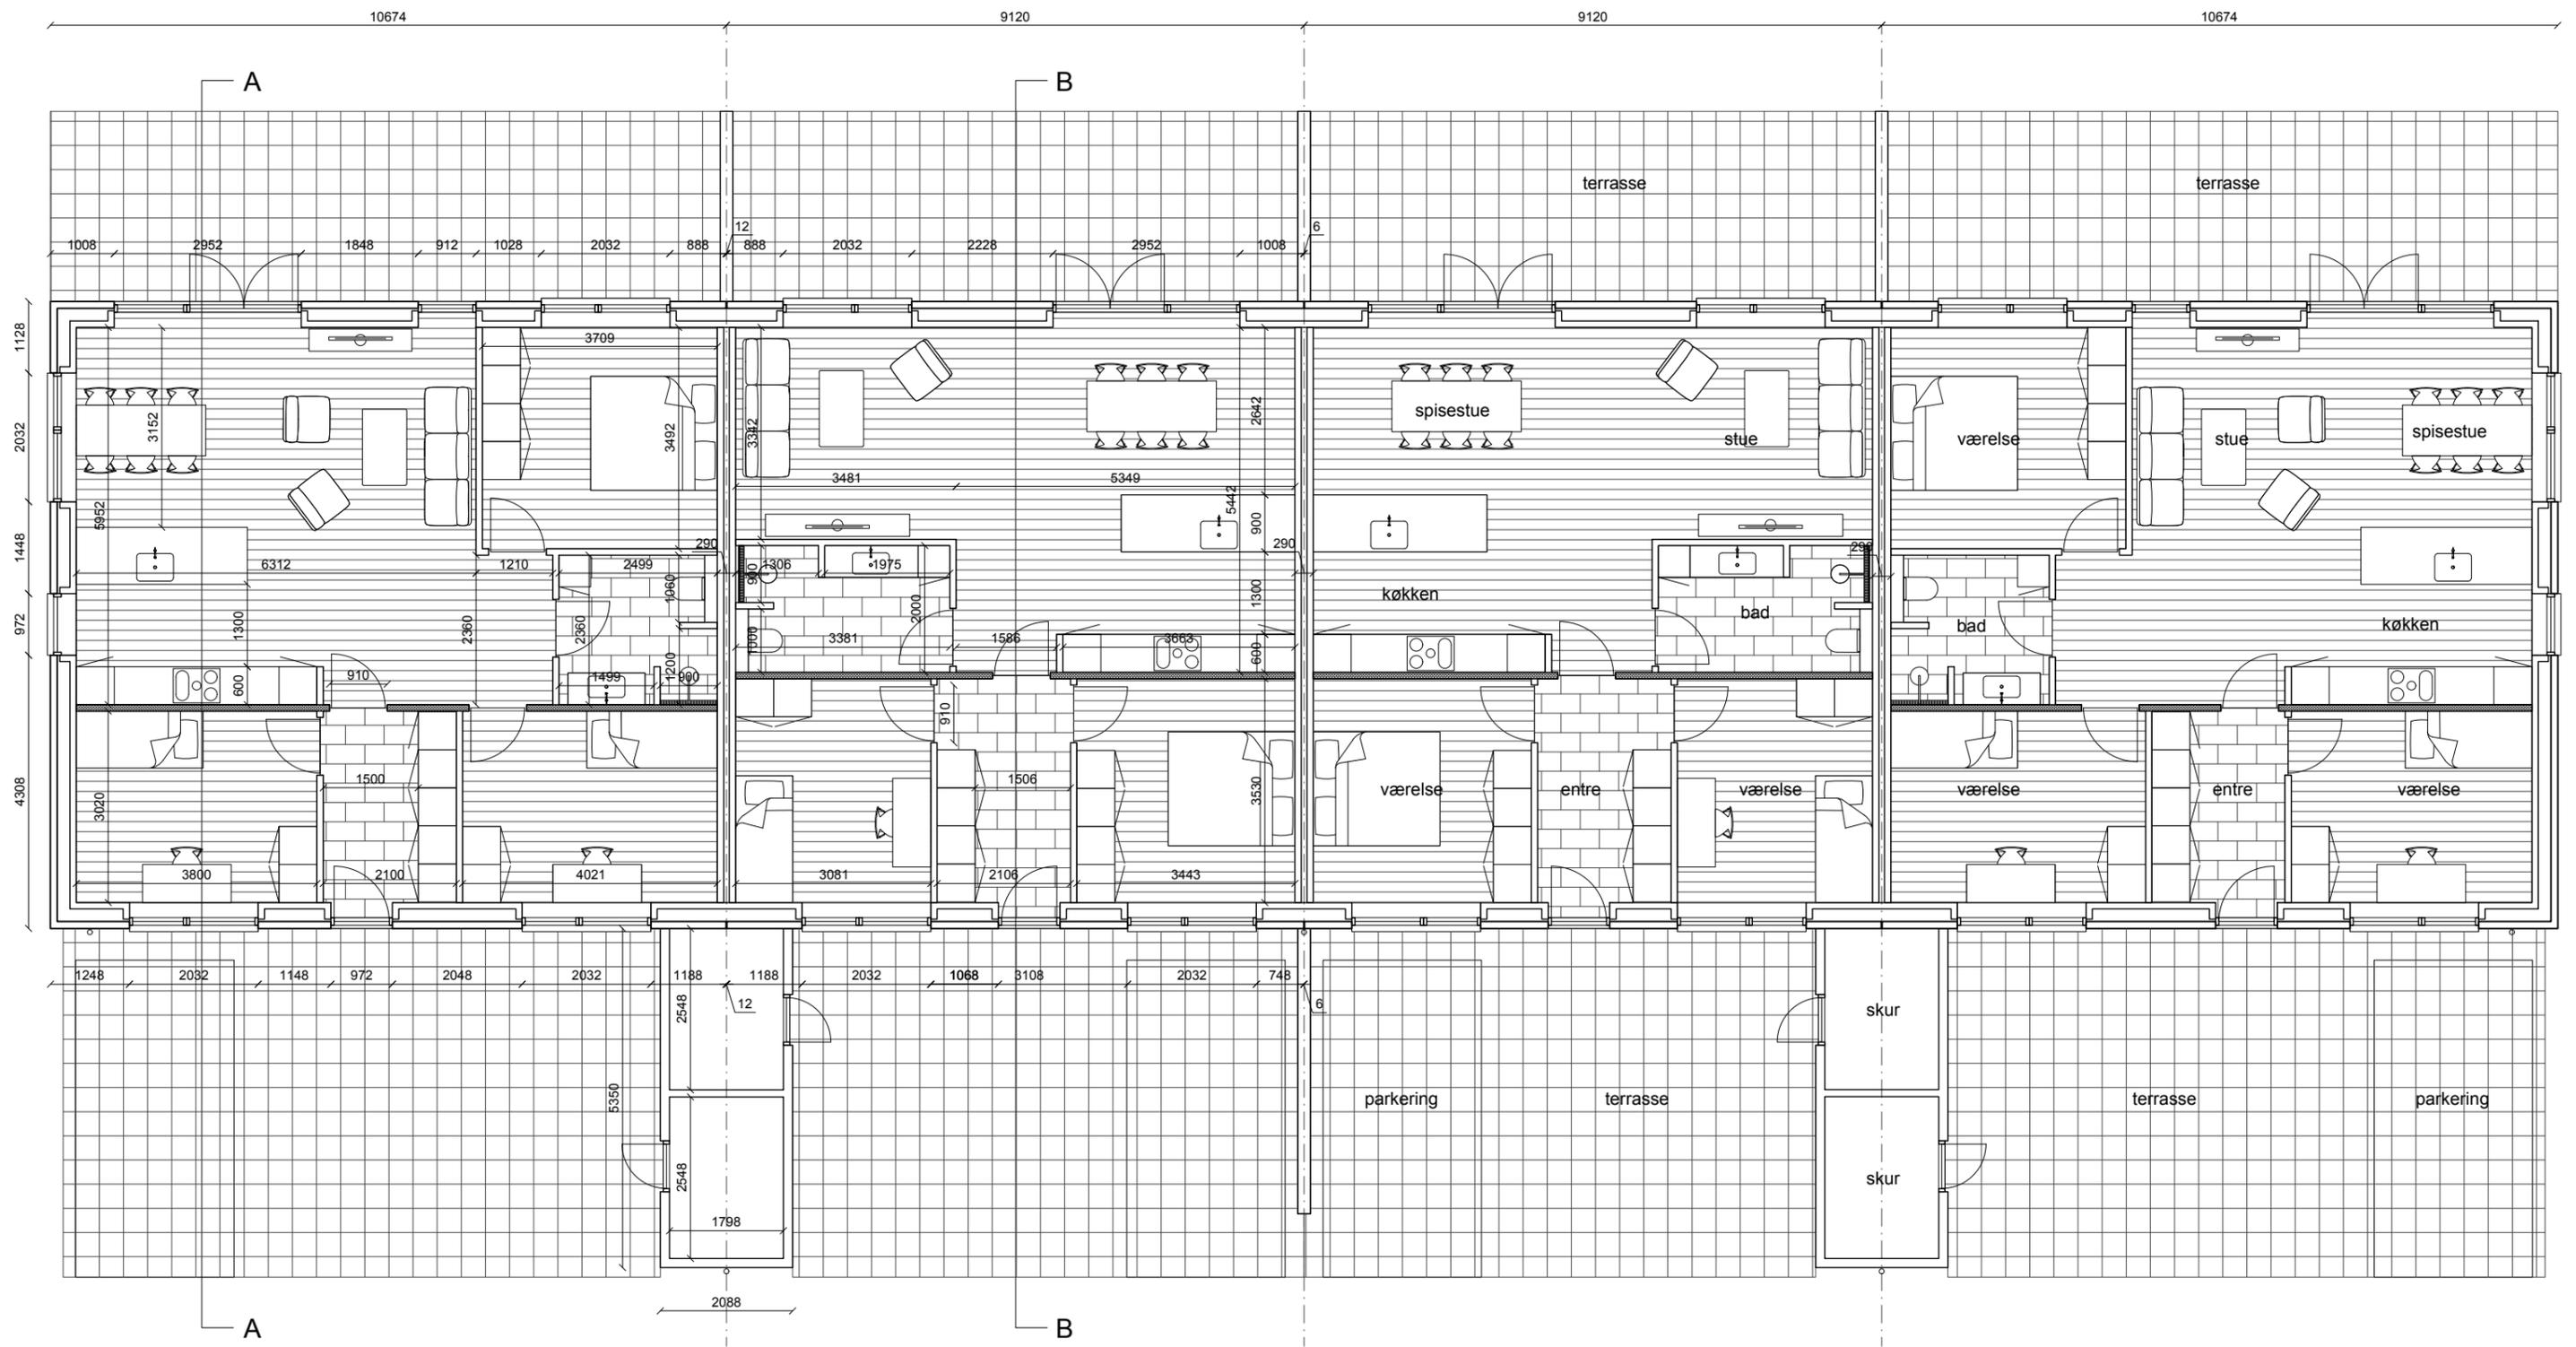 10674 9120 9120 10674
A B
terrasse terrasse
12 6
1008 2952 1848 912 1028 2032 888 888 2032 2228 2952 1008
1128
3709
2032 3152 3492 3342 2642
spisestue stue værelse stue spisestue
3481 5349
5952 5442 900
1448 290 290 290
6312 1210 2499 1060 900 1306 1975
køkken
972 1300 2360 2360 2000 1300
bad bad køkken
1000 3381 1586 3663 600
910 600 1499 1200 900
910
1500 1506 3530
4308 3020
værelse entre værelse værelse entre værelse
3800 2100 4021 3081 2106 3443
1248 2032 1148 972 2048 2032 1188 1188 2032 1068 3108 2032 748
12 6
2548 skur
5350 parkering terrasse terrasse parkering
2548 skur
1798
2088
A B